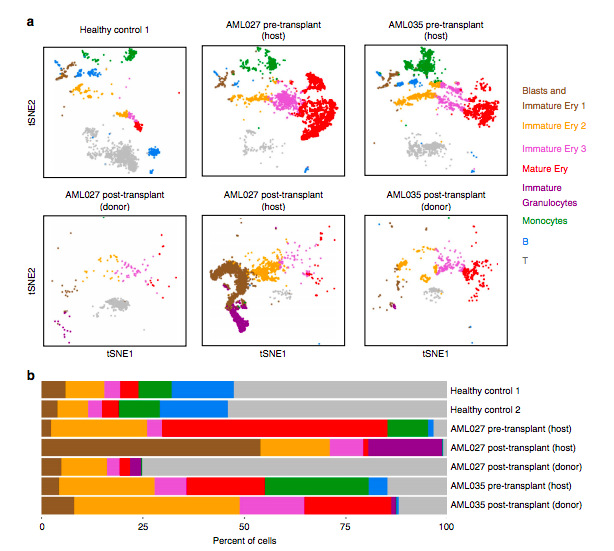 a
Healthy control 1
AML027 pre-transplant
(host)
AML035 pre-transplant
(host)
tSNE2
Blasts and
Immature Ery 1
Immature Ery 2
Immature Ery 3
Mature Ery
Immature
Granulocytes
Monocytes
B
T
AML027 post-transplant
(donor)
AML027 post-transplant
(host)
AML035 post-transplant
(donor)
tSNE2
tSNE1
tSNE1
tSNE1
b
Healthy control 1
Healthy control 2
AML027 pre-transplant (host)
AML027 post-transplant (host)
AML027 post-transplant (donor)
AML035 pre-transplant (host)
AML035 post-transplant (donor)
0 25 50 75 100
Percent of cells